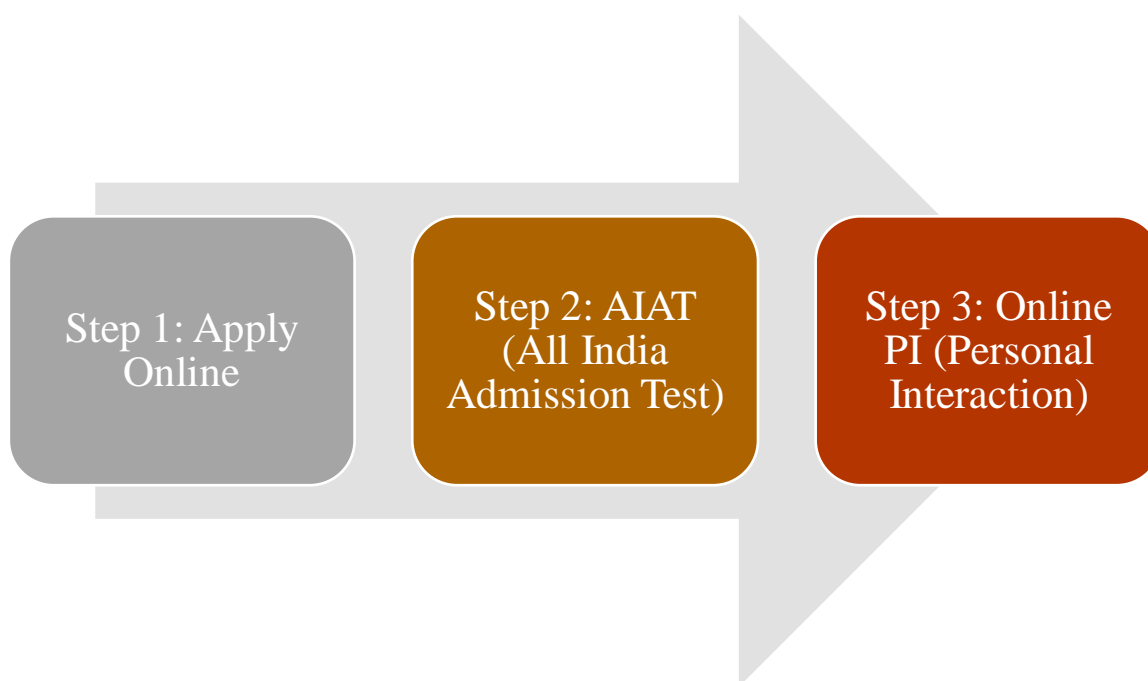 Step 1: Apply
Online
Step 2: AIAT
(All India
Admission Test)
Step 3: Online
PI (Personal
Interaction)